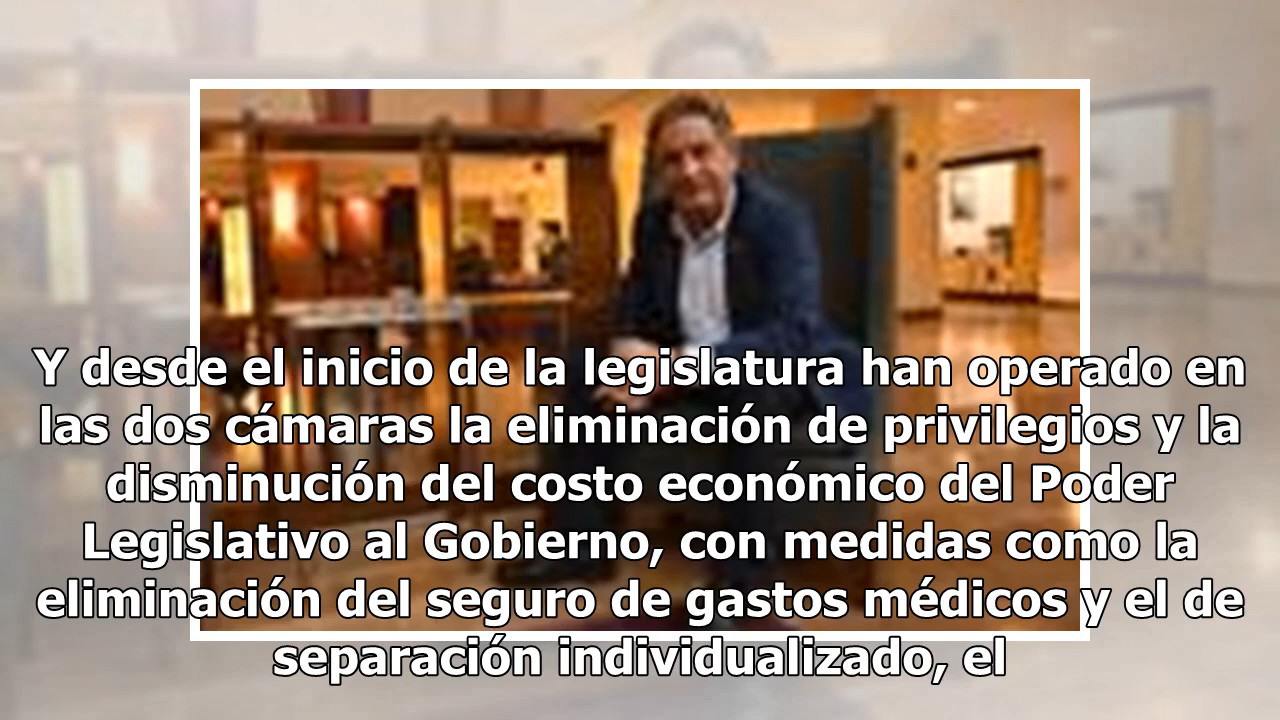 Y desde el inicio de la legislatura han operado en
las dos cámaras la eliminación de privilegios y la
disminución del costo económico del Poder
Legislativo al Gobierno, con medidas como la
eliminación del seguro de gastos médicos y el de
separación individualizado, el